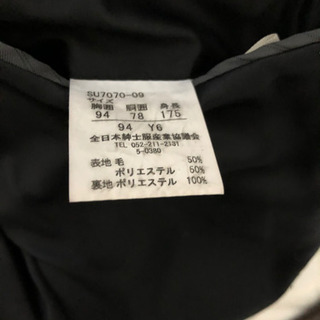 SU7070-09
サイズ
胸囲 胴囲 身長
94 78 175
94 Y6
全日本紳士服産業協議会
TEL 052-211-2331
5-0380
表地 毛 50%
ポリエステル 50%
裏地 ポリエステル 100%